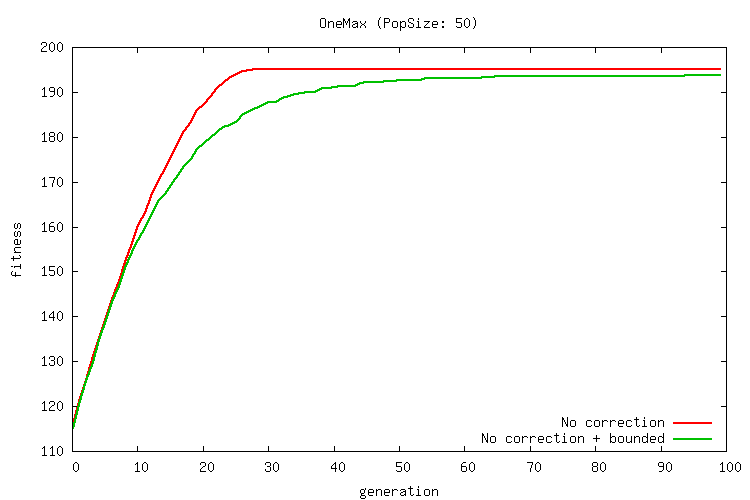 OneMax (PopSize: 50)
200
190
180
170
160
150
140
130
120
110
fitness
No correction
No correction + bounded
0 10 20 30 40 50 60 70 80 90 100
generation